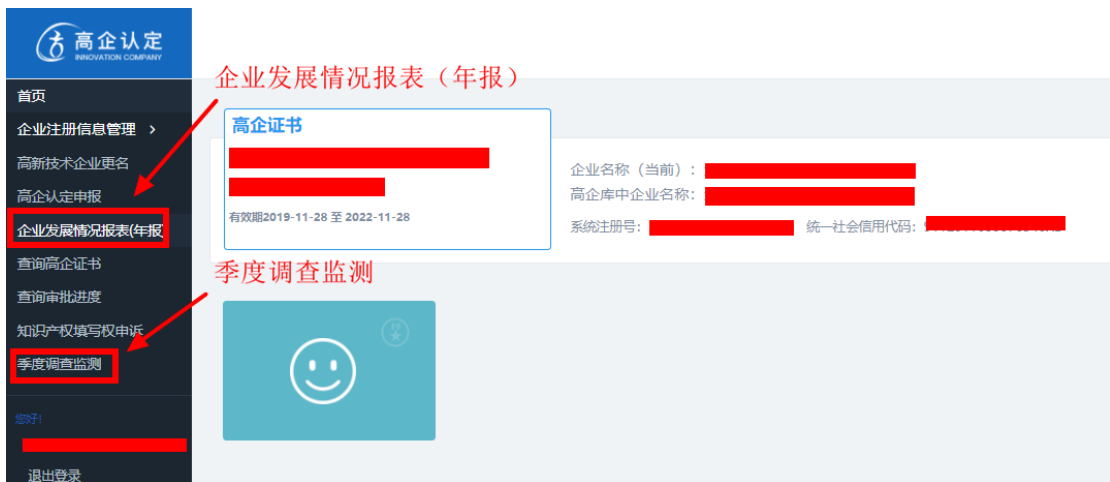 高企认定
INNOVATION COMPANY
首页
企业注册信息管理 >
高新技术企业更名
高企认定申报
企业发展情况报表(年报)
查询高企证书
查询审批进度
知识产权填写权申诉
季度调查监测
您好!
退出登录
企业发展情况报表（年报）
高企证书
有效期2019-11-28 至 2022-11-28
企业名称（当前）:
高企库中企业名称:
系统注册号:
统一社会信用代码:
季度调查监测